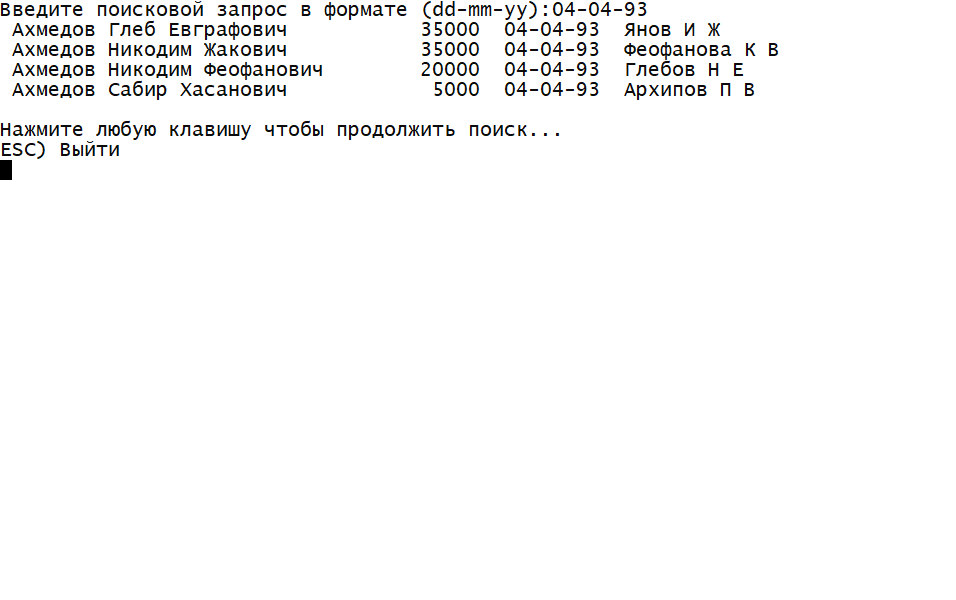 Введите поисковой запрос в формате (dd-mm-yy):04-04-93
Ахмедов Глеб Евграфович 35000 04-04-93 Янов И Ж
Ахмедов Никодим Жакович 35000 04-04-93 Феофанова К В
Ахмедов Никодим Феофанович 20000 04-04-93 Глебов Н Е
Ахмедов Сабир Хасанович 5000 04-04-93 Архипов П В
Нажмите любую клавишу чтобы продолжить поиск...
ESC) Выйти